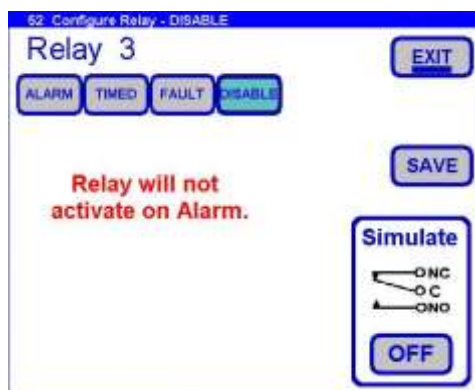 52 Configure Relay - DISABLE
Relay 3
EXIT
ALARM TIMED FAULT DISABLE
SAVE
Relay will not
activate on Alarm.
Simulate
NC
C
NO
OFF